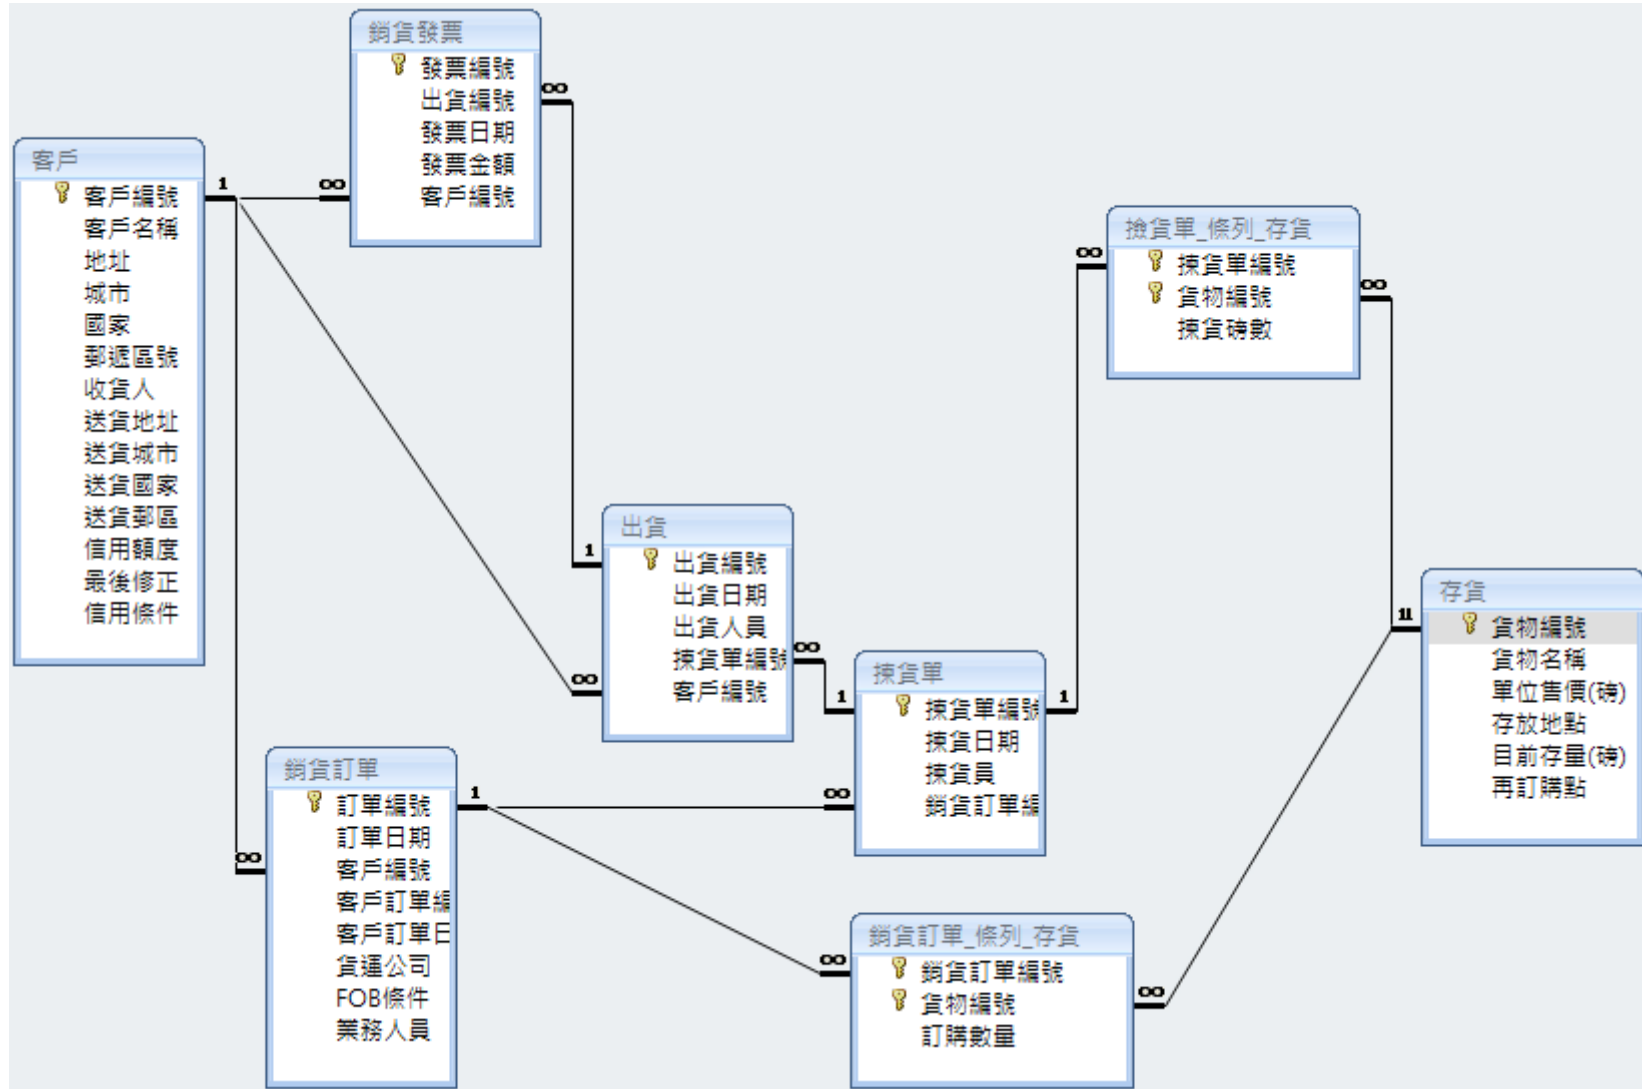 銷貨發票
發票編號
出貨編號
發票日期
發票金額
客戶編號
客戶
客戶編號
客戶名稱
地址
城市
國家
郵遞區號
收貨人
送貨地址
送貨城市
送貨國家
送貨郵區
信用額度
最後修正
信用條件
撿貨單_條列_存貨
揀貨單編號
貨物編號
揀貨磅數
出貨
出貨編號
出貨日期
出貨人員
揀貨單編號
客戶編號
揀貨單
揀貨單編號
揀貨日期
揀貨員
銷貨訂單編
存貨
貨物編號
貨物名稱
單位售價(磅)
存放地點
目前存量(磅)
再訂購點
銷貨訂單
訂單編號
訂單日期
客戶編號
客戶訂單編
客戶訂單日
貨運公司
FOB條件
業務人員
銷貨訂單_條列_存貨
銷貨訂單編號
貨物編號
訂購數量
1
∞
∞
∞
∞
1
∞
1
∞
1
∞
1
∞
∞
∞
11
∞